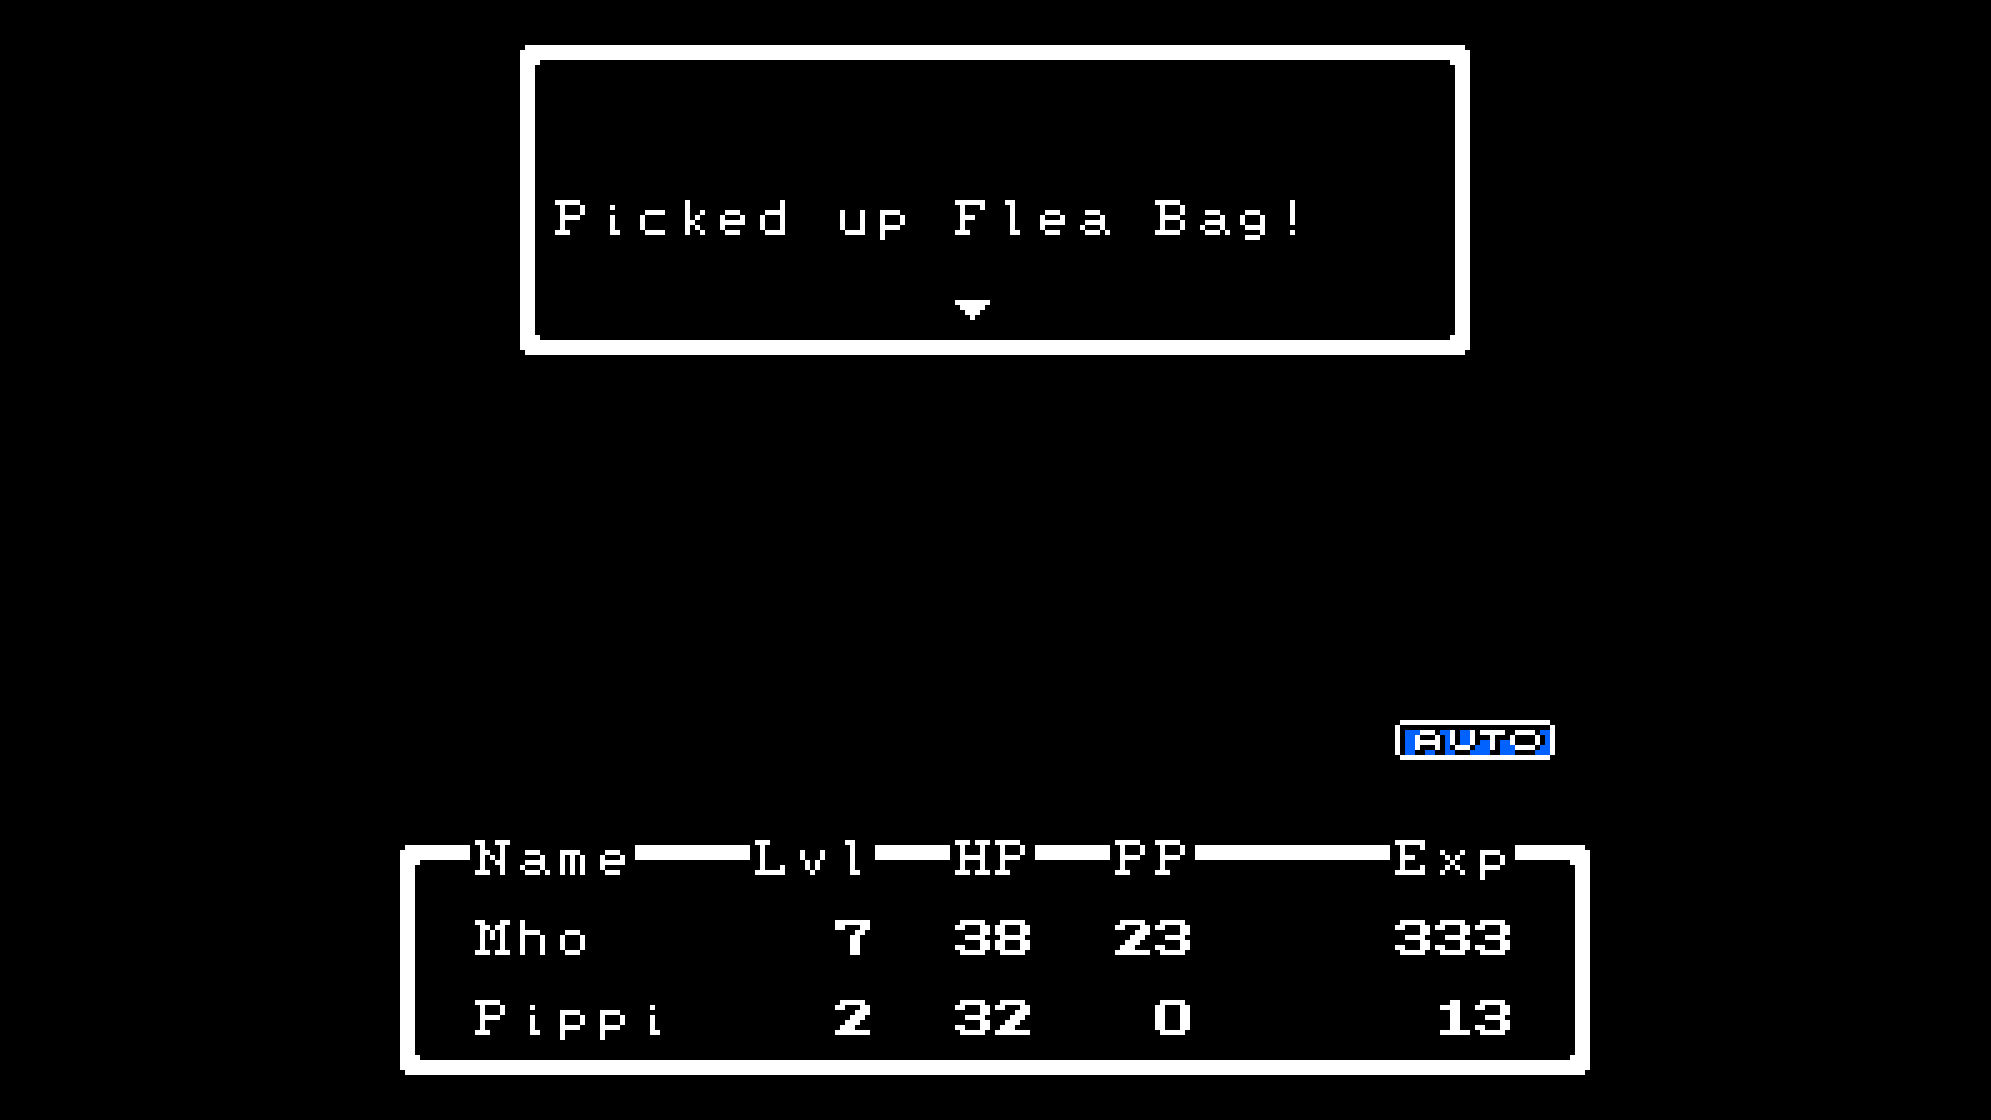 Picked up Flea Bag!
AUTO
Name Lvl HP PP Exp
Mho 7 38 23 333
Pippi 2 32 0 13